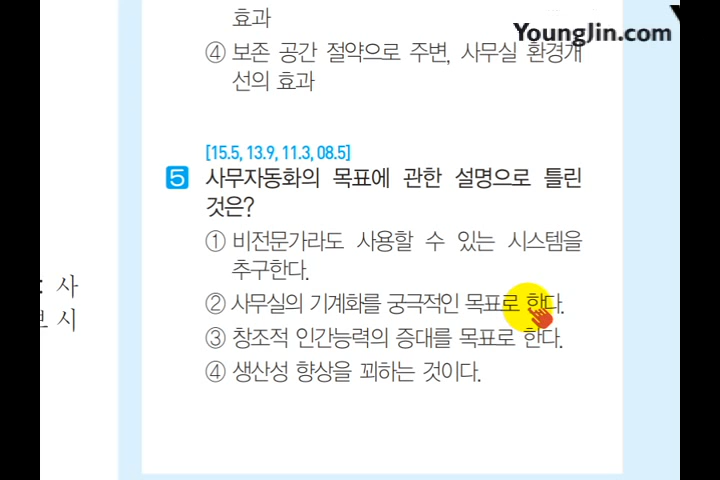 효과
YoungJin.com
④ 보존 공간 절약으로 주변, 사무실 환경개
선의 효과
[15.5, 13.9, 11.3, 08.5]
5 사무자동화의 목표에 관한 설명으로 틀린
것은?
① 비전문가라도 사용할 수 있는 시스템을
추구한다.
: 사
② 사무실의 기계화를 궁극적인 목표로 한다.
시
③ 창조적 인간능력의 증대를 목표로 한다.
④ 생산성 향상을 꾀하는 것이다.